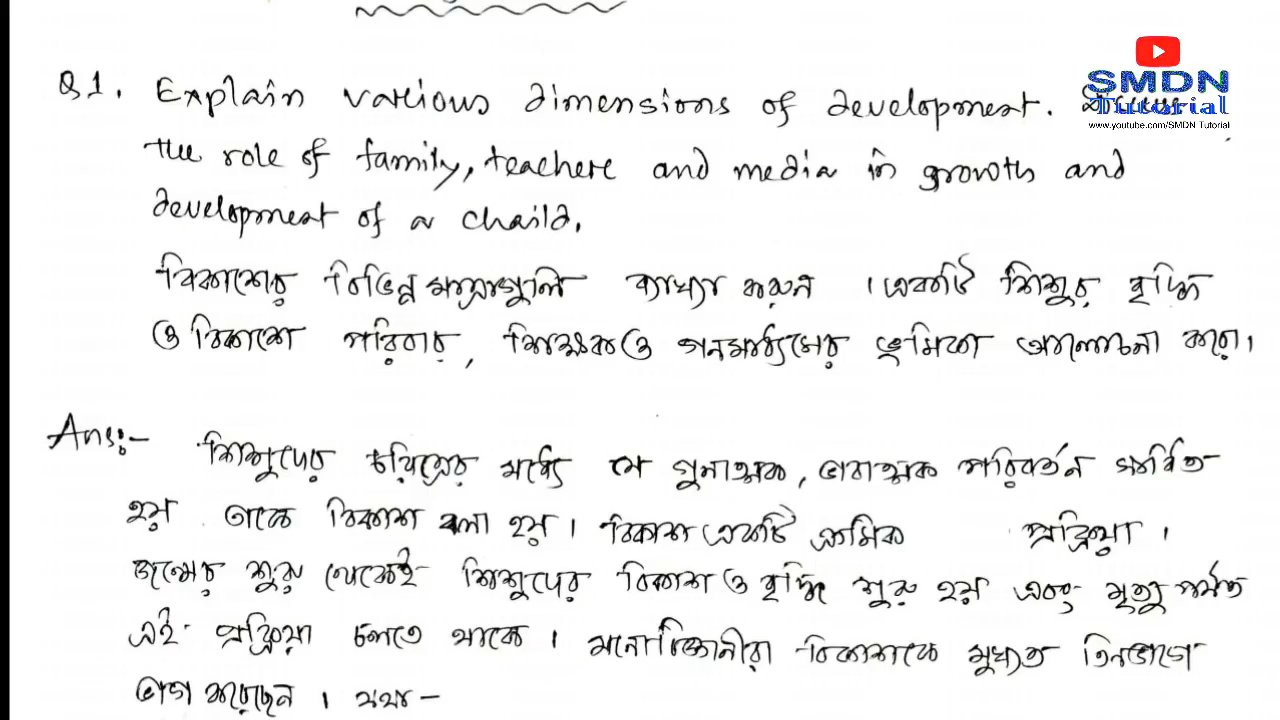 Q1. Explain various dimensions of development. Discuss
the role of family, teachere and media in growth and
development of a chaild.
বিকাশের বিভিন্ন মাত্রাগুলি ব্যাখ্যা করুন । একটি শিশুর বৃদ্ধি
ও বিকাশে পরিবার, শিক্ষক ও গনমাধ্যমের ভূমিকা আলোচনা করো।
Ans:- শিশুদের চরিত্রের মধ্যে যে গুনাত্মক, ভাবাত্মক পরিবর্তন সাধিত
হয় তাকে বিকাশ বলা হয়। বিকাশ একটি ক্রমিক প্রক্রিয়া।
জন্মের শুরু থেকেই শিশুদের বিকাশ ও বৃদ্ধি শুরু হয় এবং মৃত্যু পর্যন্ত
এই প্রক্রিয়া চলতে থাকে । মনোবিজ্ঞানীরা বিকাশকে মুখ্যত তিনভাগে
ভাগ করেছেন । যথা-
SMDN
Tutorial
www.youtube.com/SMDN Tutorial